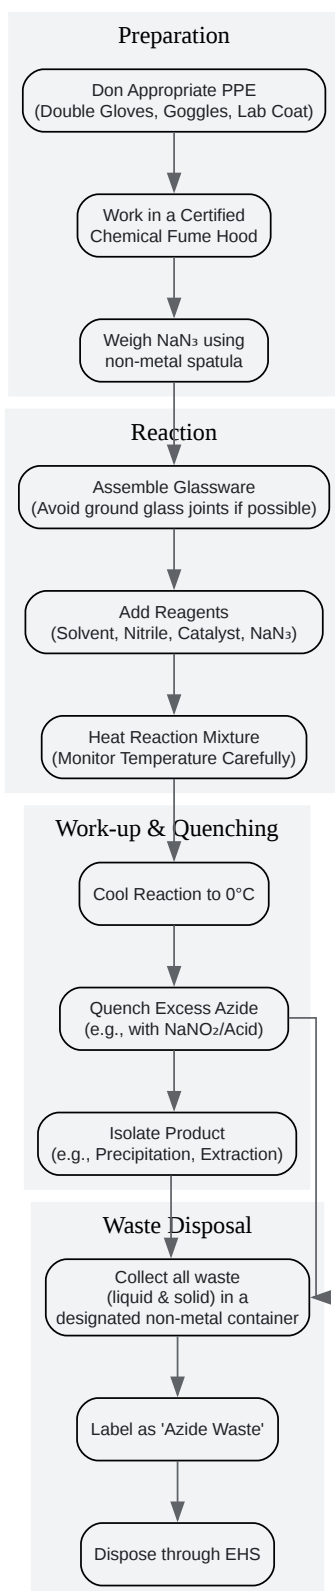 Preparation
Don Appropriate PPE
(Double Gloves, Goggles, Lab Coat)
Work in a Certified
Chemical Fume Hood
Weigh NaN₃ using
non-metal spatula
Reaction
Assemble Glassware
(Avoid ground glass joints if possible)
Add Reagents
(Solvent, Nitrile, Catalyst, NaN₃)
Heat Reaction Mixture
(Monitor Temperature Carefully)
Work-up & Quenching
Cool Reaction to 0°C
Quench Excess Azide
(e.g., with NaNO₂/Acid)
Isolate Product
(e.g., Precipitation, Extraction)
Waste Disposal
Collect all waste
(liquid & solid) in a
designated non-metal container
Label as 'Azide Waste'
Dispose through EHS